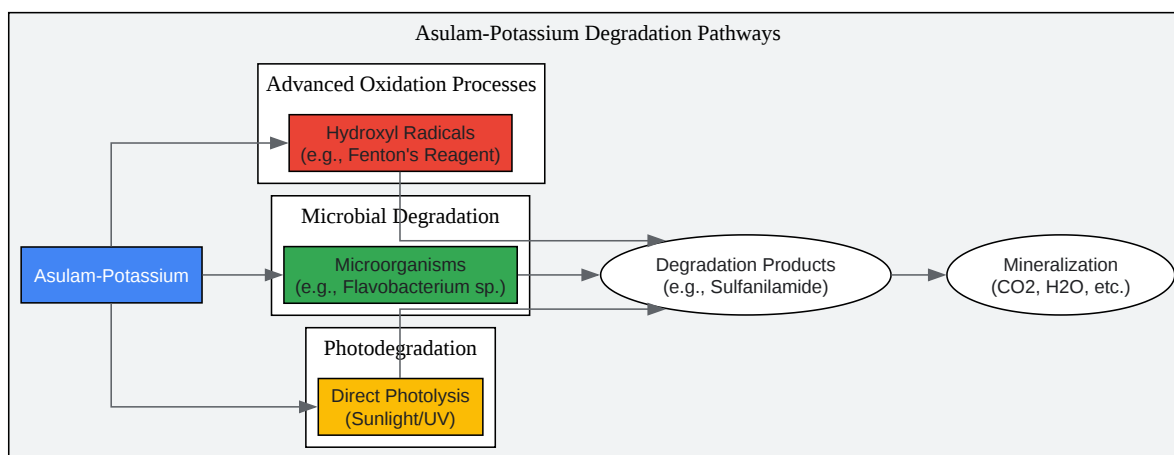 Asulam-Potassium Degradation Pathways
Advanced Oxidation Processes
Hydroxyl Radicals
(e.g., Fenton's Reagent)
Microbial Degradation
Asulam-Potassium
Microorganisms
(e.g., Flavobacterium sp.)
Degradation Products
(e.g., Sulfanilamide)
Mineralization
(CO2, H2O, etc.)
Photodegradation
Direct Photolysis
(Sunlight/UV)